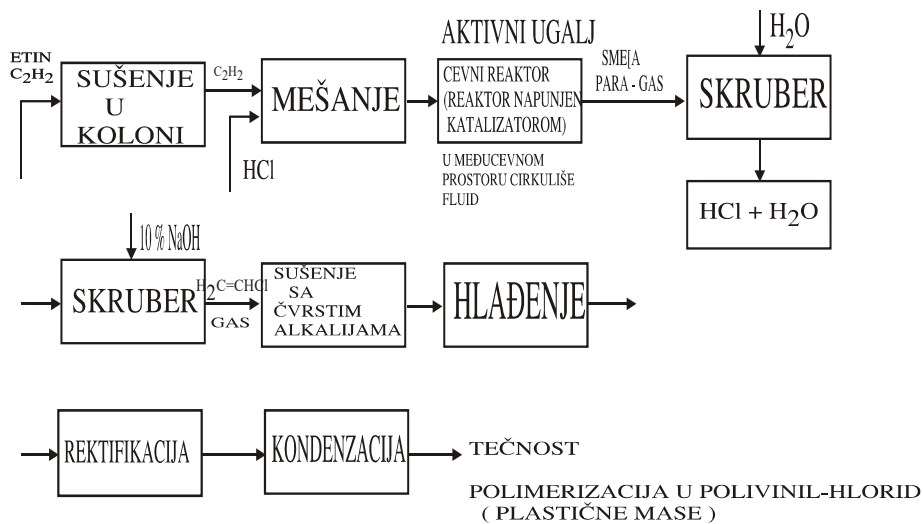 ETIN
C2H2
SUŠENJE
U
KOLONI
C2H2
HCl
MEŠANJE
AKTIVNI UGALJ
CEVNI REAKTOR
(REAKTOR NAPUNJEN
KATALIZATOROM)
U MEĐUCEVNOM
PROSTORU CIRKULIŠE
FLUID
SME[A
PARA - GAS
H2O
SKRUBER
HCl + H2O
10 % NaOH
SKRUBER
H2C=CHCl
GAS
SUŠENJE
SA
ČVRSTIM
ALKALIJAMA
HLAĐENJE
REKTIFIKACIJA
KONDENZACIJA
TEČNOST
POLIMERIZACIJA U POLIVINIL-HLORID
( PLASTIČNE MASE )